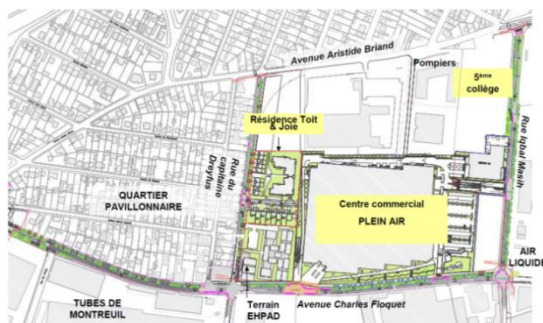 Avenue Aristide Briand
Pompiers
5ème
collège
Résidence Toit
& Joie
Rue du
capitaine
Dreyfus
Rue Iqbal Masih
QUARTIER
PAVILLONNAIRE
Centre commercial
PLEIN AIR
AIR
LIQUIDE
TUBES DE
MONTREUIL
Terrain
EHPAD
Avenue Charles Floquet